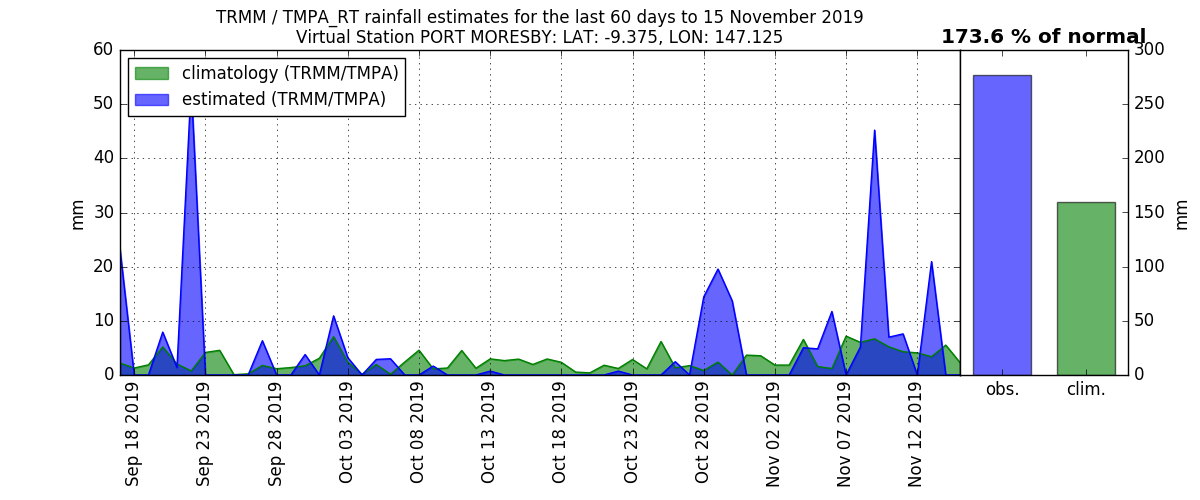 TRMM / TMPA_RT rainfall estimates for the last 60 days to 15 November 2019
Virtual Station PORT MORESBY: LAT: -9.375, LON: 147.125
173.6 % of normal
climatology (TRMM/TMPA)
estimated (TRMM/TMPA)
60
50
40
30
20
10
0
mm
Sep 18 2019
Sep 23 2019
Sep 28 2019
Oct 03 2019
Oct 08 2019
Oct 13 2019
Oct 18 2019
Oct 23 2019
Oct 28 2019
Nov 02 2019
Nov 07 2019
Nov 12 2019
obs.
clim.
300
250
200
150
100
50
0
mm